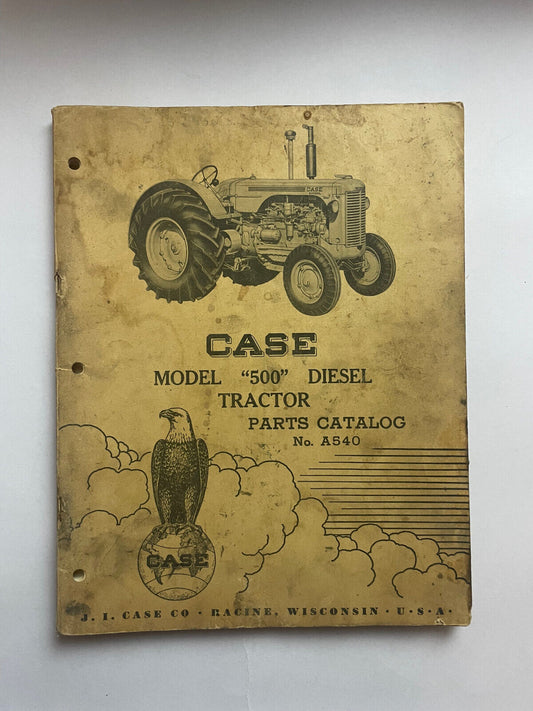 CASE
CASE
MODEL "500" DIESEL
TRACTOR
PARTS CATALOG
No. A540
CASE
J. I. CASE CO · RACINE, WISCONSIN · U · S · A ·